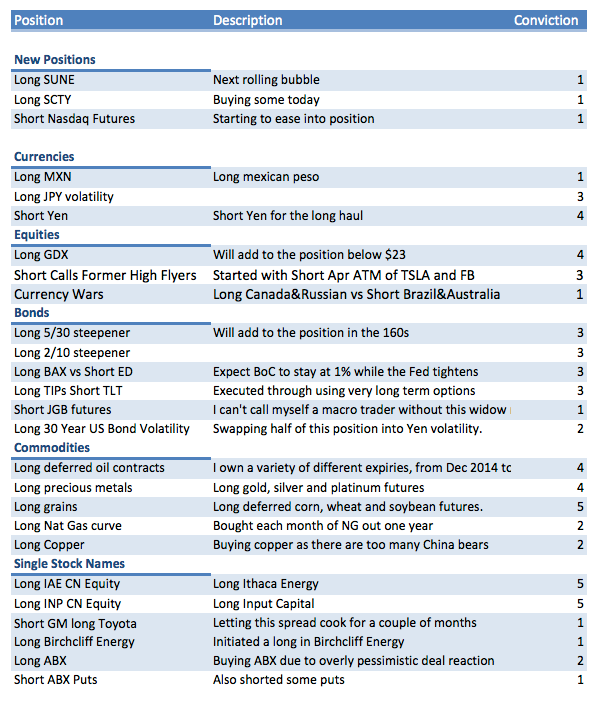 Position Description Conviction
New Positions
Long SUNE Next rolling bubble 1
Long SCTY Buying some today 1
Short Nasdaq Futures Starting to ease into position 1
Currencies
Long MXN Long mexican peso 1
Long JPY volatility 3
Short Yen Short Yen for the long haul 4
Equities
Long GDX Will add to the position below $23 4
Short Calls Former High Flyers Started with Short Apr ATM of TSLA and FB 3
Currency Wars Long Canada&Russian vs Short Brazil&Australia 1
Bonds
Long 5/30 steepener Will add to the position in the 160s 3
Long 2/10 steepener 3
Long BAX vs Short ED Expect BoC to stay at 1% while the Fed tightens 3
Long TIPs Short TLT Executed through using very long term options 3
Short JGB futures I can't call myself a macro trader without this widow 1
Long 30 Year US Bond Volatility Swapping half of this position into Yen volatility. 2
Commodities
Long deferred oil contracts I own a variety of different expiries, from Dec 2014 to 4
Long precious metals Long gold, silver and platinum futures 4
Long grains Long deferred corn, wheat and soybean futures. 5
Long Nat Gas curve Bought each month of NG out one year 2
Long Copper Buying copper as there are too many China bears 2
Single Stock Names
Long IAE CN Equity Long Ithaca Energy 5
Long INP CN Equity Long Input Capital 5
Short GM long Toyota Letting this spread cook for a couple of months 1
Long Birchcliff Energy Initiated a long in Birchcliff Energy 1
Long ABX Buying ABX due to overly pessimistic deal reaction 2
Short ABX Puts Also shorted some puts 1